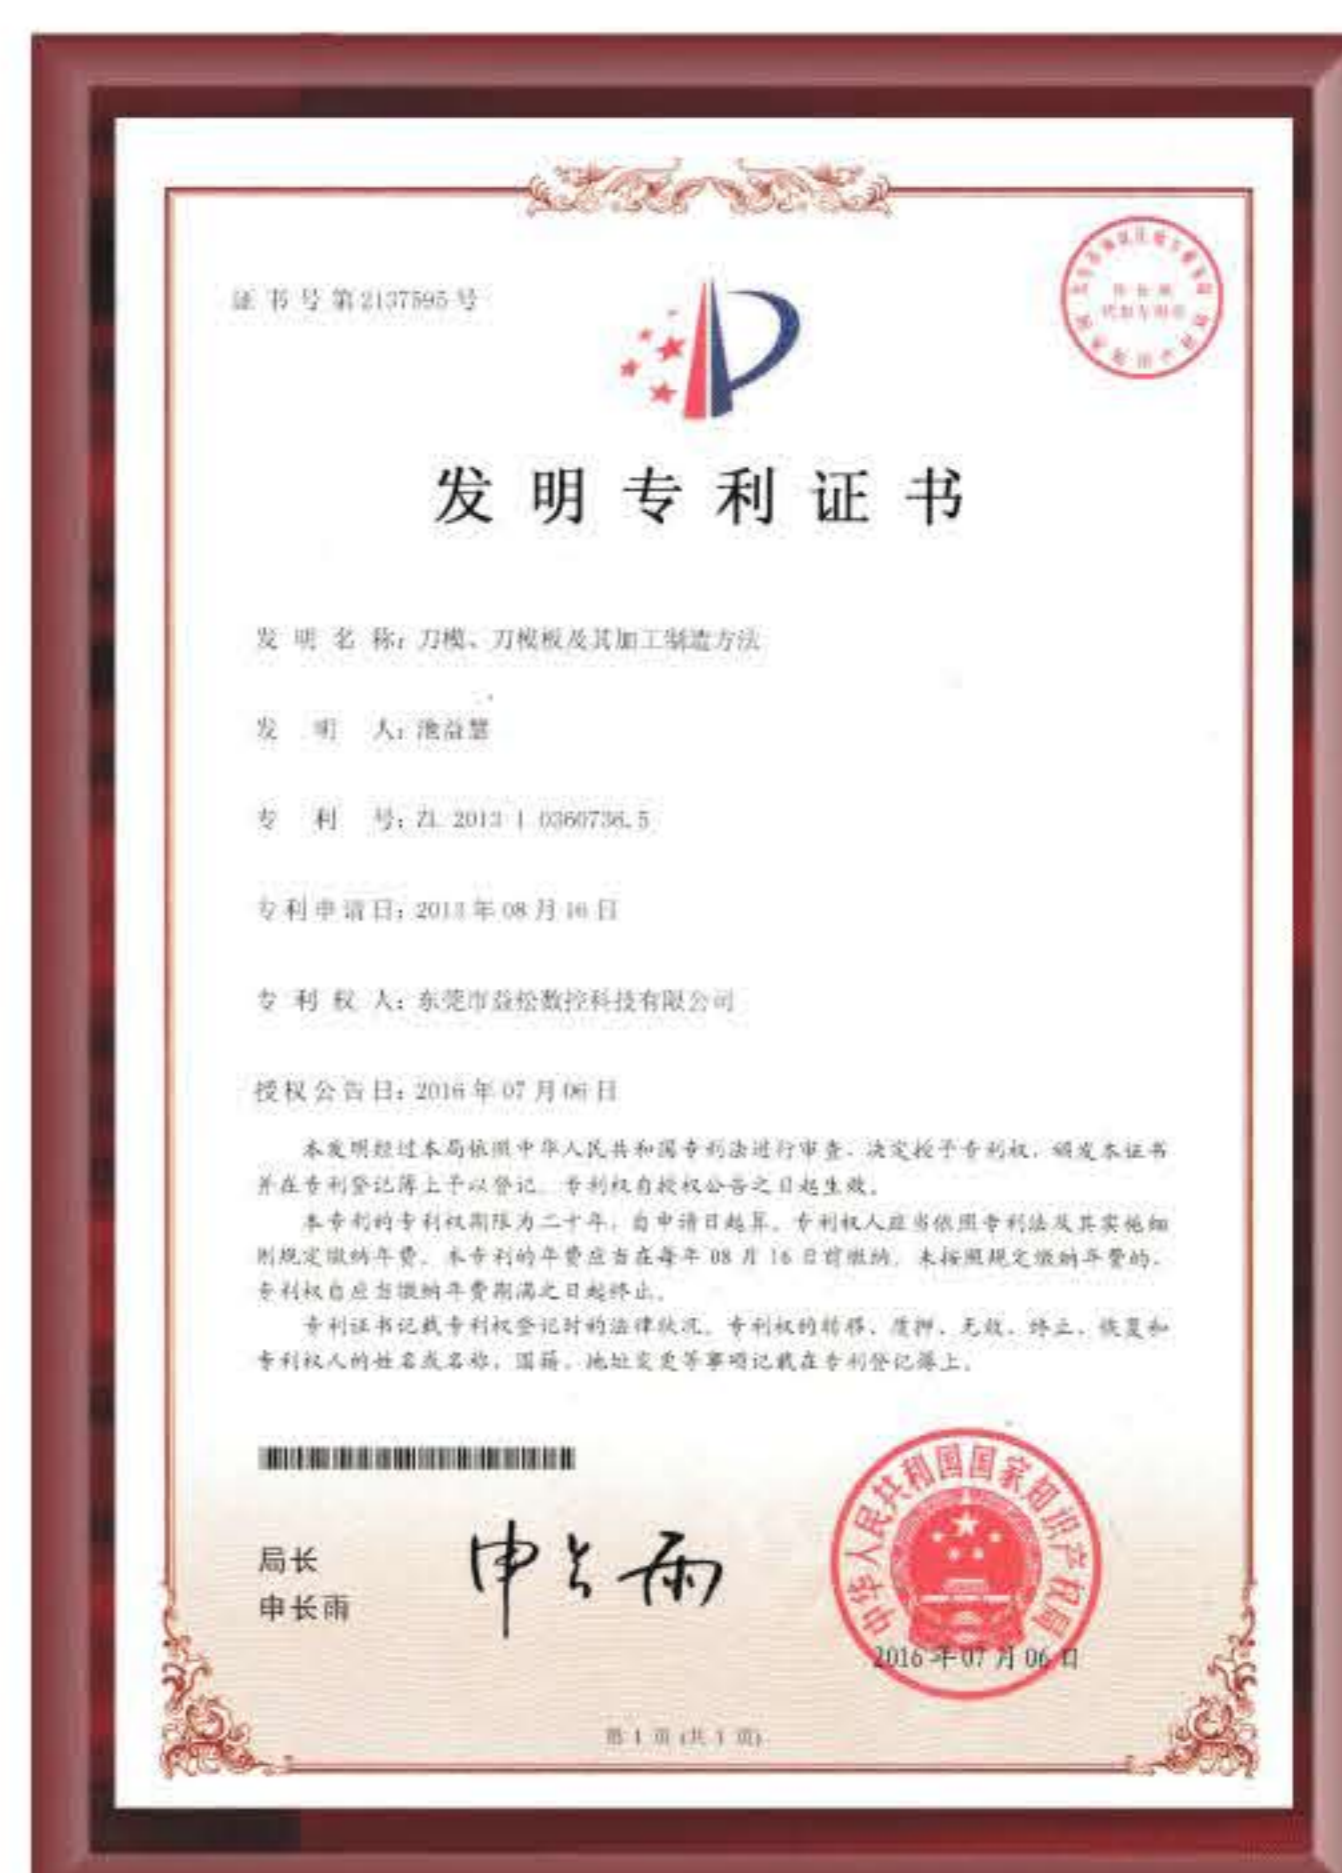 证书号第2137595号
发明专利证书
发明名称：刀模、刀模板及其加工制造方法
发明人：池益慧
专利号：ZL 2013 1 0360736.5
专利申请日：2013年08月16日
专利权人：东莞市益松数控科技有限公司
授权公告日：2016年07月06日
本发明经过本局依照中华人民共和国专利法进行审查，决定授予专利权，颁发本证书
并在专利登记簿上予以登记。专利权自授权公告之日起生效。
本专利的专利权期限为二十年，自申请日起算。专利权人应当依照专利法及其实施细
则规定缴纳年费。本专利的年费应当在每年 08 月 16 日前缴纳。未按照规定缴纳年费的，
专利权自应当缴纳年费期满之日起终止。
专利证书记载专利权登记时的法律状况。专利权的转移、质押、无效、终止、恢复和
专利权人的姓名或名称、国籍、地址变更等事项记载在专利登记簿上。
局长
申长雨
申长雨
中华人民共和国国家知识产权局
2016年07月06日
第 1 页 (共 1 页)